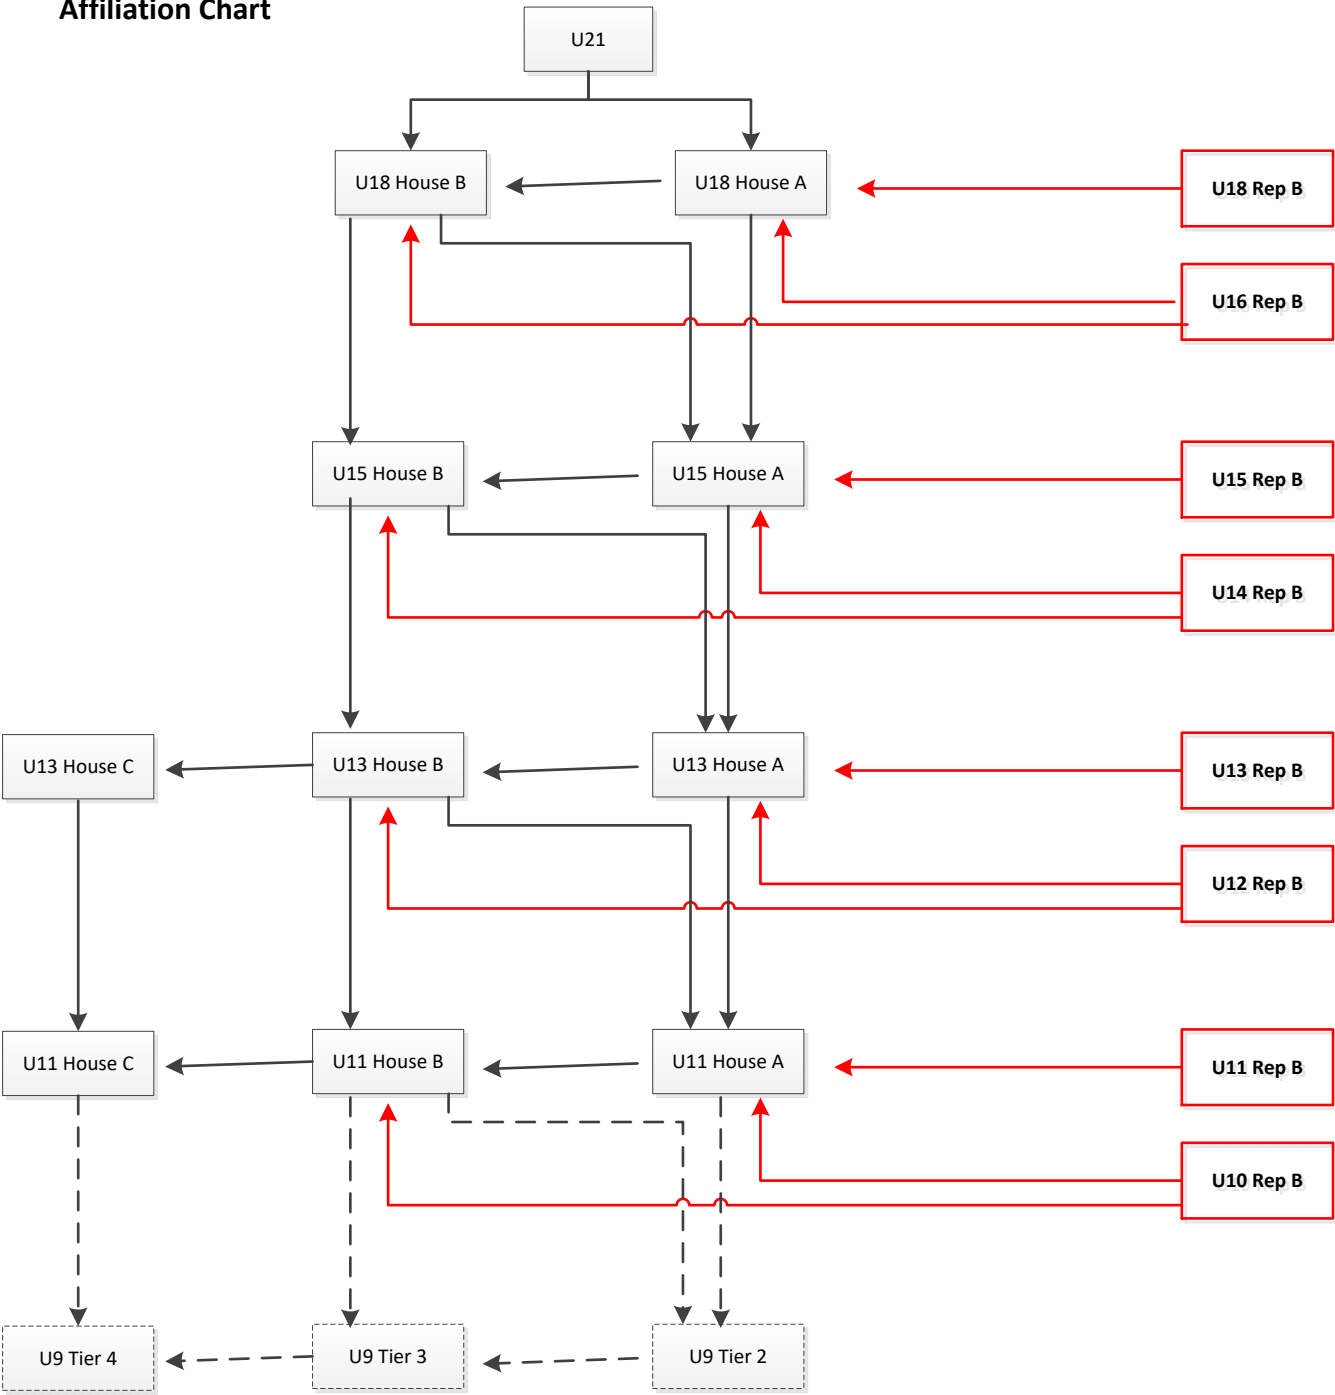 Affiliation Chart
U21
U18 House B
U18 House A
U18 Rep B
U16 Rep B
U15 House B
U15 House A
U15 Rep B
U14 Rep B
U13 House C
U13 House B
U13 House A
U13 Rep B
U12 Rep B
U11 House C
U11 House B
U11 House A
U11 Rep B
U10 Rep B
U9 Tier 4
U9 Tier 3
U9 Tier 2